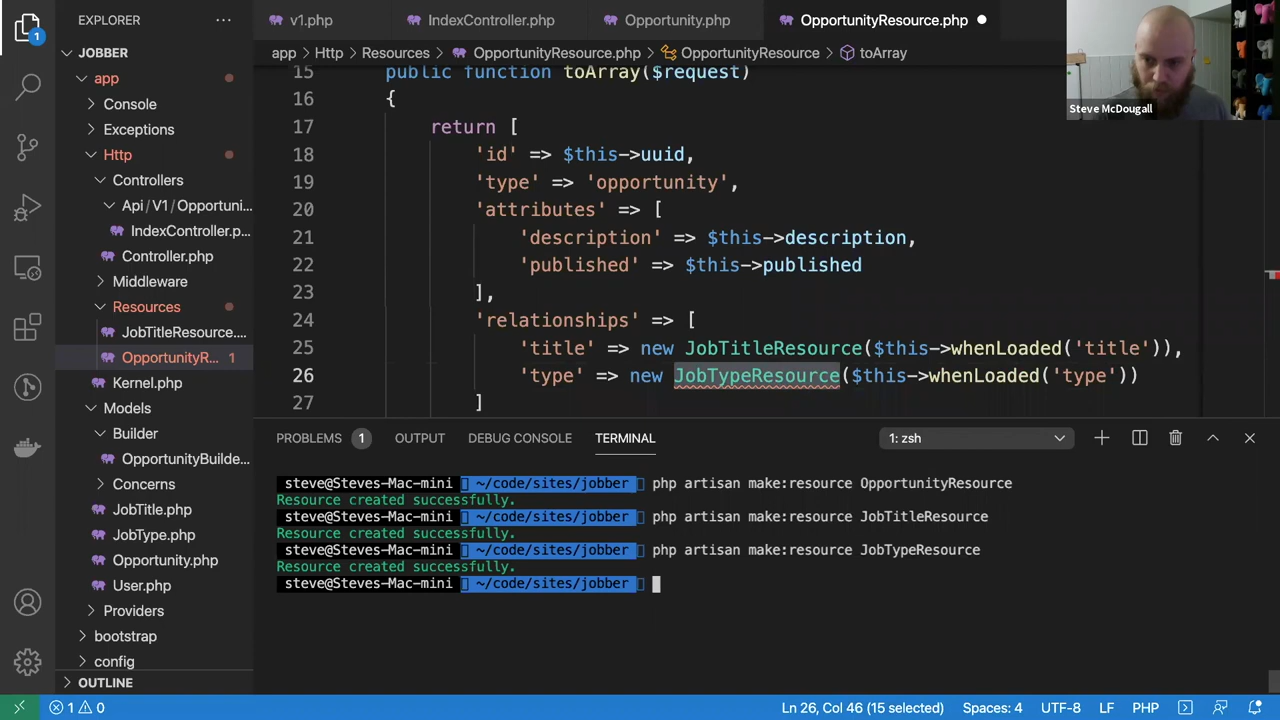 EXPLORER
JOBBER
app
Console
Exceptions
Http
Controllers
Api/V1/Opportuni...
IndexController.p...
Controller.php
Middleware
Resources
JobTitleResource....
OpportunityR... 1
Kernel.php
Models
Builder
OpportunityBuilde...
Concerns
JobTitle.php
JobType.php
Opportunity.php
User.php
Providers
bootstrap
config
OUTLINE
1
v1.php IndexController.php Opportunity.php OpportunityResource.php
app Http Resources OpportunityResource.php OpportunityResource toArray
15 public function toArray($request)
16 {
17 return [
18 'id' => $this->uuid,
19 'type' => 'opportunity',
20 'attributes' => [
21 'description' => $this->description,
22 'published' => $this->published
23 ],
24 'relationships' => [
25 'title' => new JobTitleResource($this->whenLoaded('title')),
26 'type' => new JobTypeResource($this->whenLoaded('type'))
27 ]
Steve McDougall
PROBLEMS 1 OUTPUT DEBUG CONSOLE TERMINAL 1: zsh
steve@Steves-Mac-mini ~/code/sites/jobber php artisan make:resource OpportunityResource
Resource created successfully.
steve@Steves-Mac-mini ~/code/sites/jobber php artisan make:resource JobTitleResource
Resource created successfully.
steve@Steves-Mac-mini ~/code/sites/jobber php artisan make:resource JobTypeResource
Resource created successfully.
steve@Steves-Mac-mini ~/code/sites/jobber
1 0 Ln 26, Col 46 (15 selected) Spaces: 4 UTF-8 LF PHP